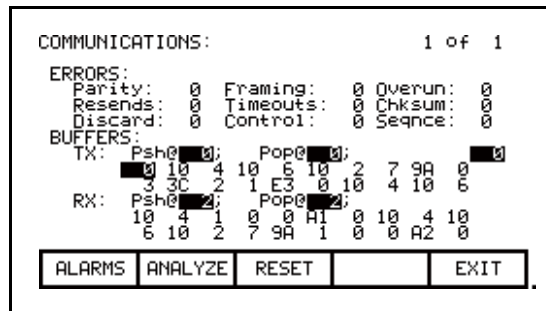 COMMUNICATIONS: 1 of 1
ERRORS:
Parity: 0 Framing: 0 Overun: 0
Resends: 0 Timeouts: 0 Chksum: 0
Discard: 0 Control: 0 Seqnce: 0
BUFFERS:
TX: Psh@ 0; Pop@ 0; 0
0 10 4 10 6 10 2 7 9A 0
3 3C 2 1 E3 0 10 4 10 6
RX: Psh@ 2; Pop@ 2;
10 4 1 0 0 A1 0 10 4 10
6 10 2 7 9A 1 0 0 A2 0
ALARMS ANALYZE RESET EXIT